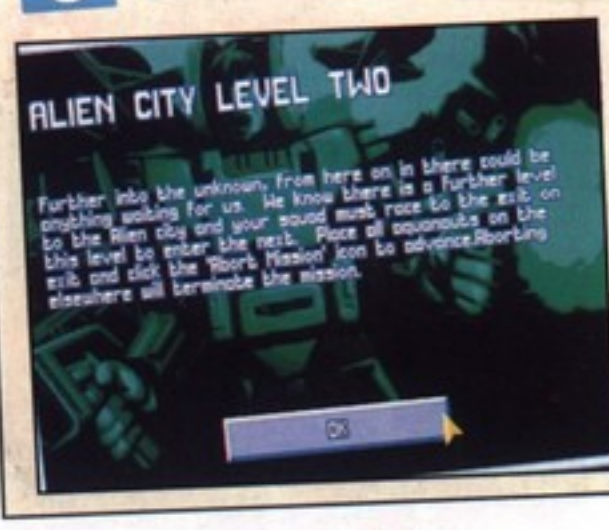 ALIEN CITY LEVEL TWO
Further into the unknown, from here on in there could be
anything waiting for us. We know there is a further level
to the Alien city and your squad must race to the exit on
this level to enter the next. Place all aquanauts on the
exit and click the 'Abort Mission' icon to advance.Aborting
elsewhere will terminate the mission.
OK